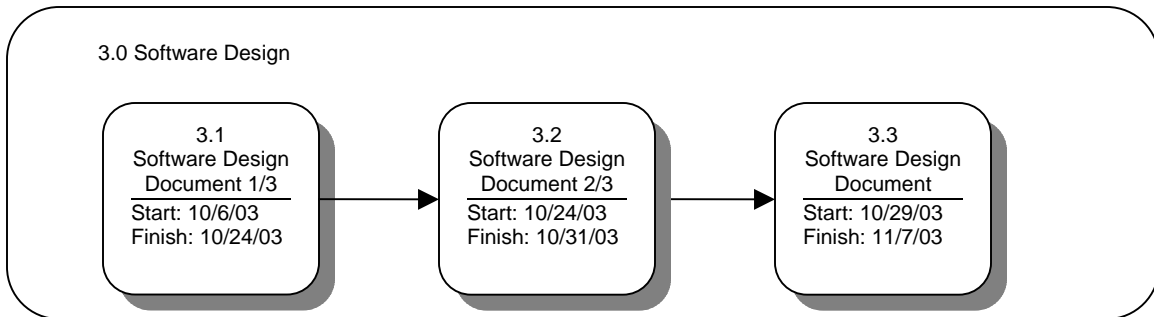 3.0 Software Design
3.1
Software Design
Document 1/3
Start: 10/6/03
Finish: 10/24/03
3.2
Software Design
Document 2/3
Start: 10/24/03
Finish: 10/31/03
3.3
Software Design
Document
Start: 10/29/03
Finish: 11/7/03